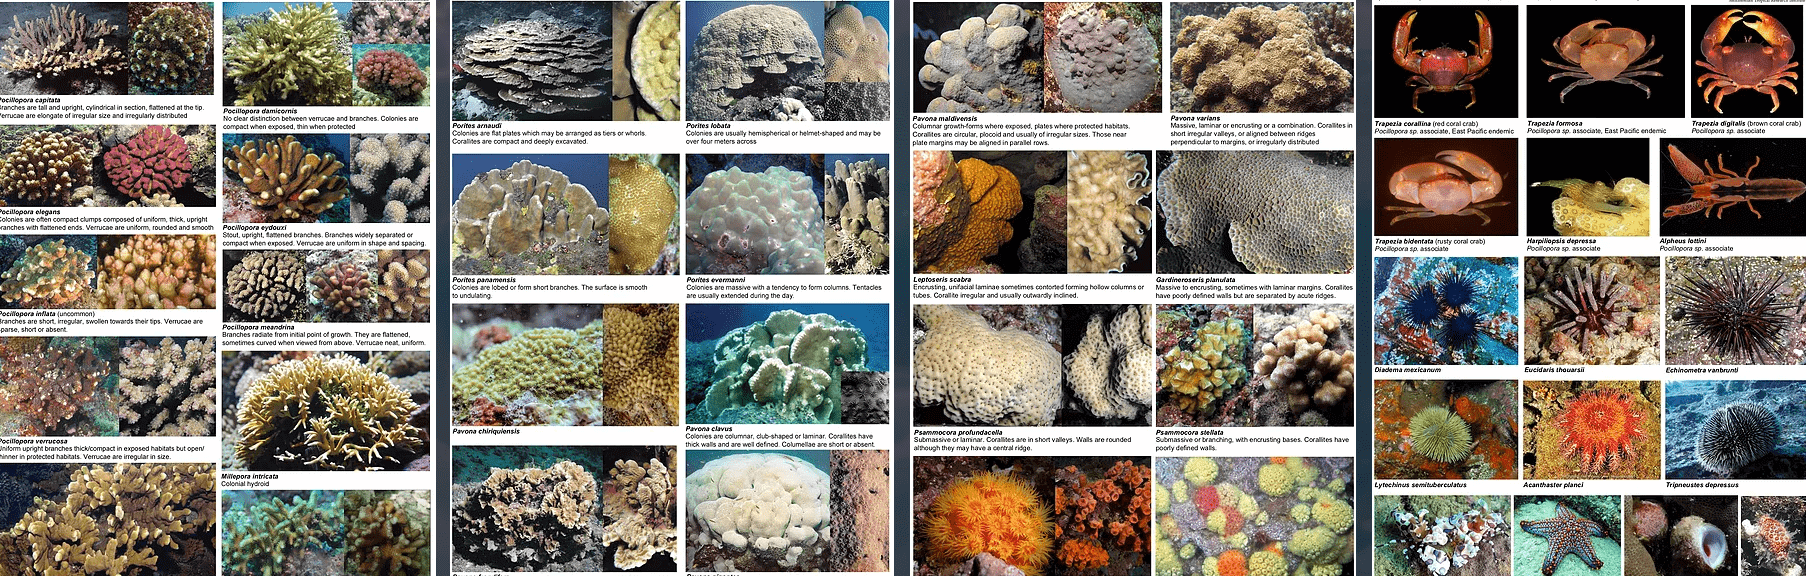 Pocillopora capitata
Branches are tall and upright, cylindrical in section, flattened at the tip.
Verrucae are elongate of irregular size and irregularly distributed
Pocillopora elegans
Colonies are often compact clumps composed of uniform, thick, upright
branches with flattened ends. Verrucae are uniform, rounded and smooth
Pocillopora inflata (uncommon)
Branches are short, irregular, swollen towards their tips. Verrucae are
sparse, short or absent.
Pocillopora verrucosa
Uniform upright branches thick/compact in exposed habitats but open/
thinner in protected habitats. Verrucae are irregular in size.
Pocillopora damicornis
No clear distinction between verrucae and branches. Colonies are
compact when exposed, thin when protected
Pocillopora eydouxi
Stout, upright, flattened branches. Branches widely separated or
compact when exposed. Verrucae are uniform in shape and spacing.
Pocillopora meandrina
Branches radiate from initial point of growth. They are flattened,
sometimes curved when viewed from above. Verrucae neat, uniform.
Millepora intricata
Colonial hydroid
Porites arnaudi
Colonies are flat plates which may be arranged as tiers or whorls.
Corallites are compact and deeply excavated.
Porites lobata
Colonies are usually hemispherical or helmet-shaped and may be
over four meters across
Porites panamensis
Colonies are lobed or form short branches. The surface is smooth
to undulating.
Porites evermanni
Colonies are massive with a tendency to form columns. Tentacles
are usually extended during the day.
Pavona chiriquiensis
Pavona clavus
Colonies are columnar, club-shaped or laminar. Corallites have
thick walls and are well defined. Columellae are short or absent.
Pavona maldivensis
Columnar growth-forms where exposed, plates where protected habitats.
Corallites are circular, plocoid and usually of irregular sizes. Those near
plate margins may be aligned in parallel rows.
Pavona varians
Massive, laminar or encrusting or a combination. Corallites in
short irregular valleys, or aligned between ridges
perpendicular to margins, or irregularly distributed
Leptoseris scabra
Encrusting, unifacial laminae sometimes contorted forming hollow columns or
tubes. Corallite irregular and usually outwardly inclined.
Gardineroseris planulata
Massive to encrusting, sometimes with laminar margins. Corallites
have poorly defined walls but are separated by acute ridges.
Psammocora profundacella
Submassive or laminar. Corallites are in short valleys. Walls are rounded
although they may have a central ridge.
Psammocora stellata
Submassive or branching, with encrusting bases. Corallites have
poorly defined walls.
Trapezia corallina (red coral crab)
Pocillopora sp. associate, East Pacific endemic
Trapezia formosa
Pocillopora sp. associate, East Pacific endemic
Trapezia digitalis (brown coral crab)
Pocillopora sp. associate
Trapezia bidentata (rusty coral crab)
Pocillopora sp. associate
Harpiliopsis depressa
Pocillopora sp. associate
Alpheus lottini
Pocillopora sp. associate
Diadema mexicanum
Eucidaris thouarsii
Echinometra vanbrunti
Lytechinus semituberculatus
Acanthaster planci
Tripneustes depressus